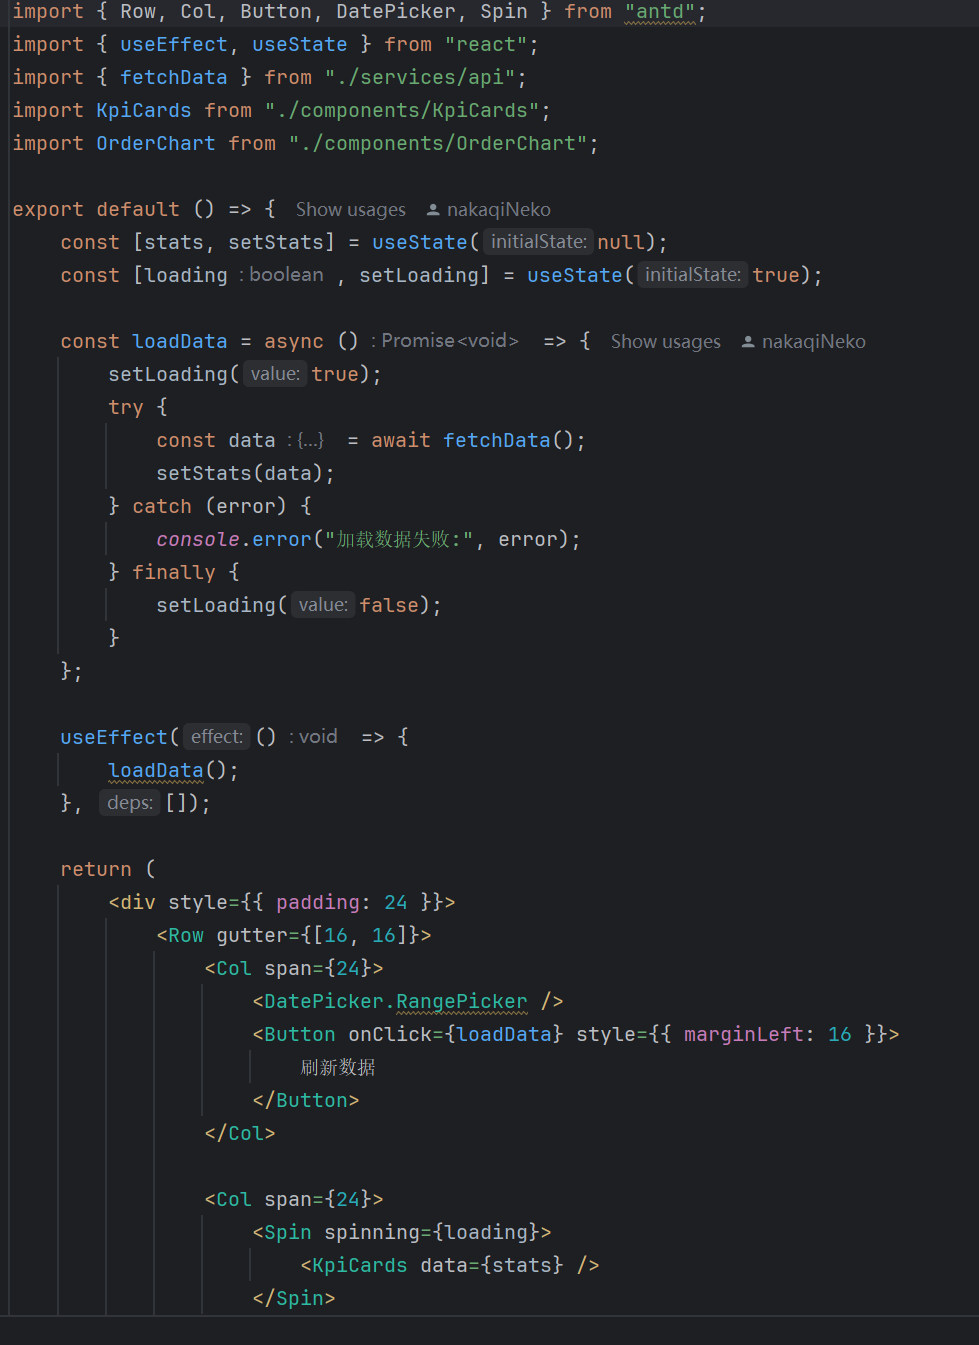 import { Row, Col, Button, DatePicker, Spin } from "antd";
import { useEffect, useState } from "react";
import { fetchData } from "./services/api";
import KpiCards from "./components/KpiCards";
import OrderChart from "./components/OrderChart";
export default () => { Show usages nakaqiNeko
const [stats, setStats] = useState( initialState: null);
const [loading : boolean , setLoading] = useState( initialState: true);
const loadData = async () : Promise<void> => { Show usages nakaqiNeko
setLoading( value: true);
try {
const data : {...} = await fetchData();
setStats(data);
} catch (error) {
console.error("加载数据失败:", error);
} finally {
setLoading( value: false);
}
};
useEffect( effect: () : void => {
loadData();
}, deps: []);
return (
<div style={{ padding: 24 }}>
<Row gutter={[16, 16]}>
<Col span={24}>
<DatePicker.RangePicker />
<Button onClick={loadData} style={{ marginLeft: 16 }}>
刷新数据
</Button>
</Col>
<Col span={24}>
<Spin spinning={loading}>
<KpiCards data={stats} />
</Spin>